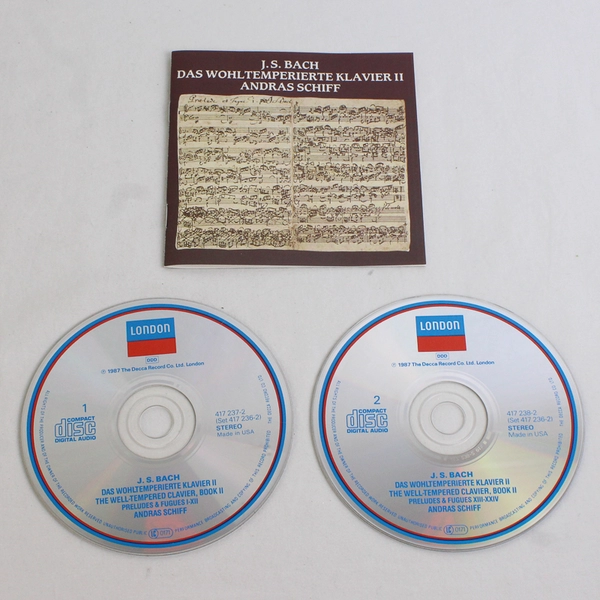 J.S. BACH
DAS WOHLTEMPERIERTE KLAVIER II
ANDRAS SCHIFF
LONDON
DDD
℗ 1987 The Decca Record Co. Ltd. London
1
COMPACT
disc
DIGITAL AUDIO
417 237-2
(Set 417 236-2)
STEREO
Made in USA
J. S. BACH
DAS WOHLTEMPERIERTE KLAVIER II
THE WELL-TEMPERED CLAVIER, BOOK II
PRELUDES & FUGUES I-XII
ANDRAS SCHIFF
LONDON
DDD
℗ 1987 The Decca Record Co. Ltd. London
2
COMPACT
disc
DIGITAL AUDIO
417 238-2
(Set 417 236-2)
STEREO
Made in USA
J. S. BACH
DAS WOHLTEMPERIERTE KLAVIER II
THE WELL-TEMPERED CLAVIER, BOOK II
PRELUDES & FUGUES XIII-XXIV
ANDRAS SCHIFF